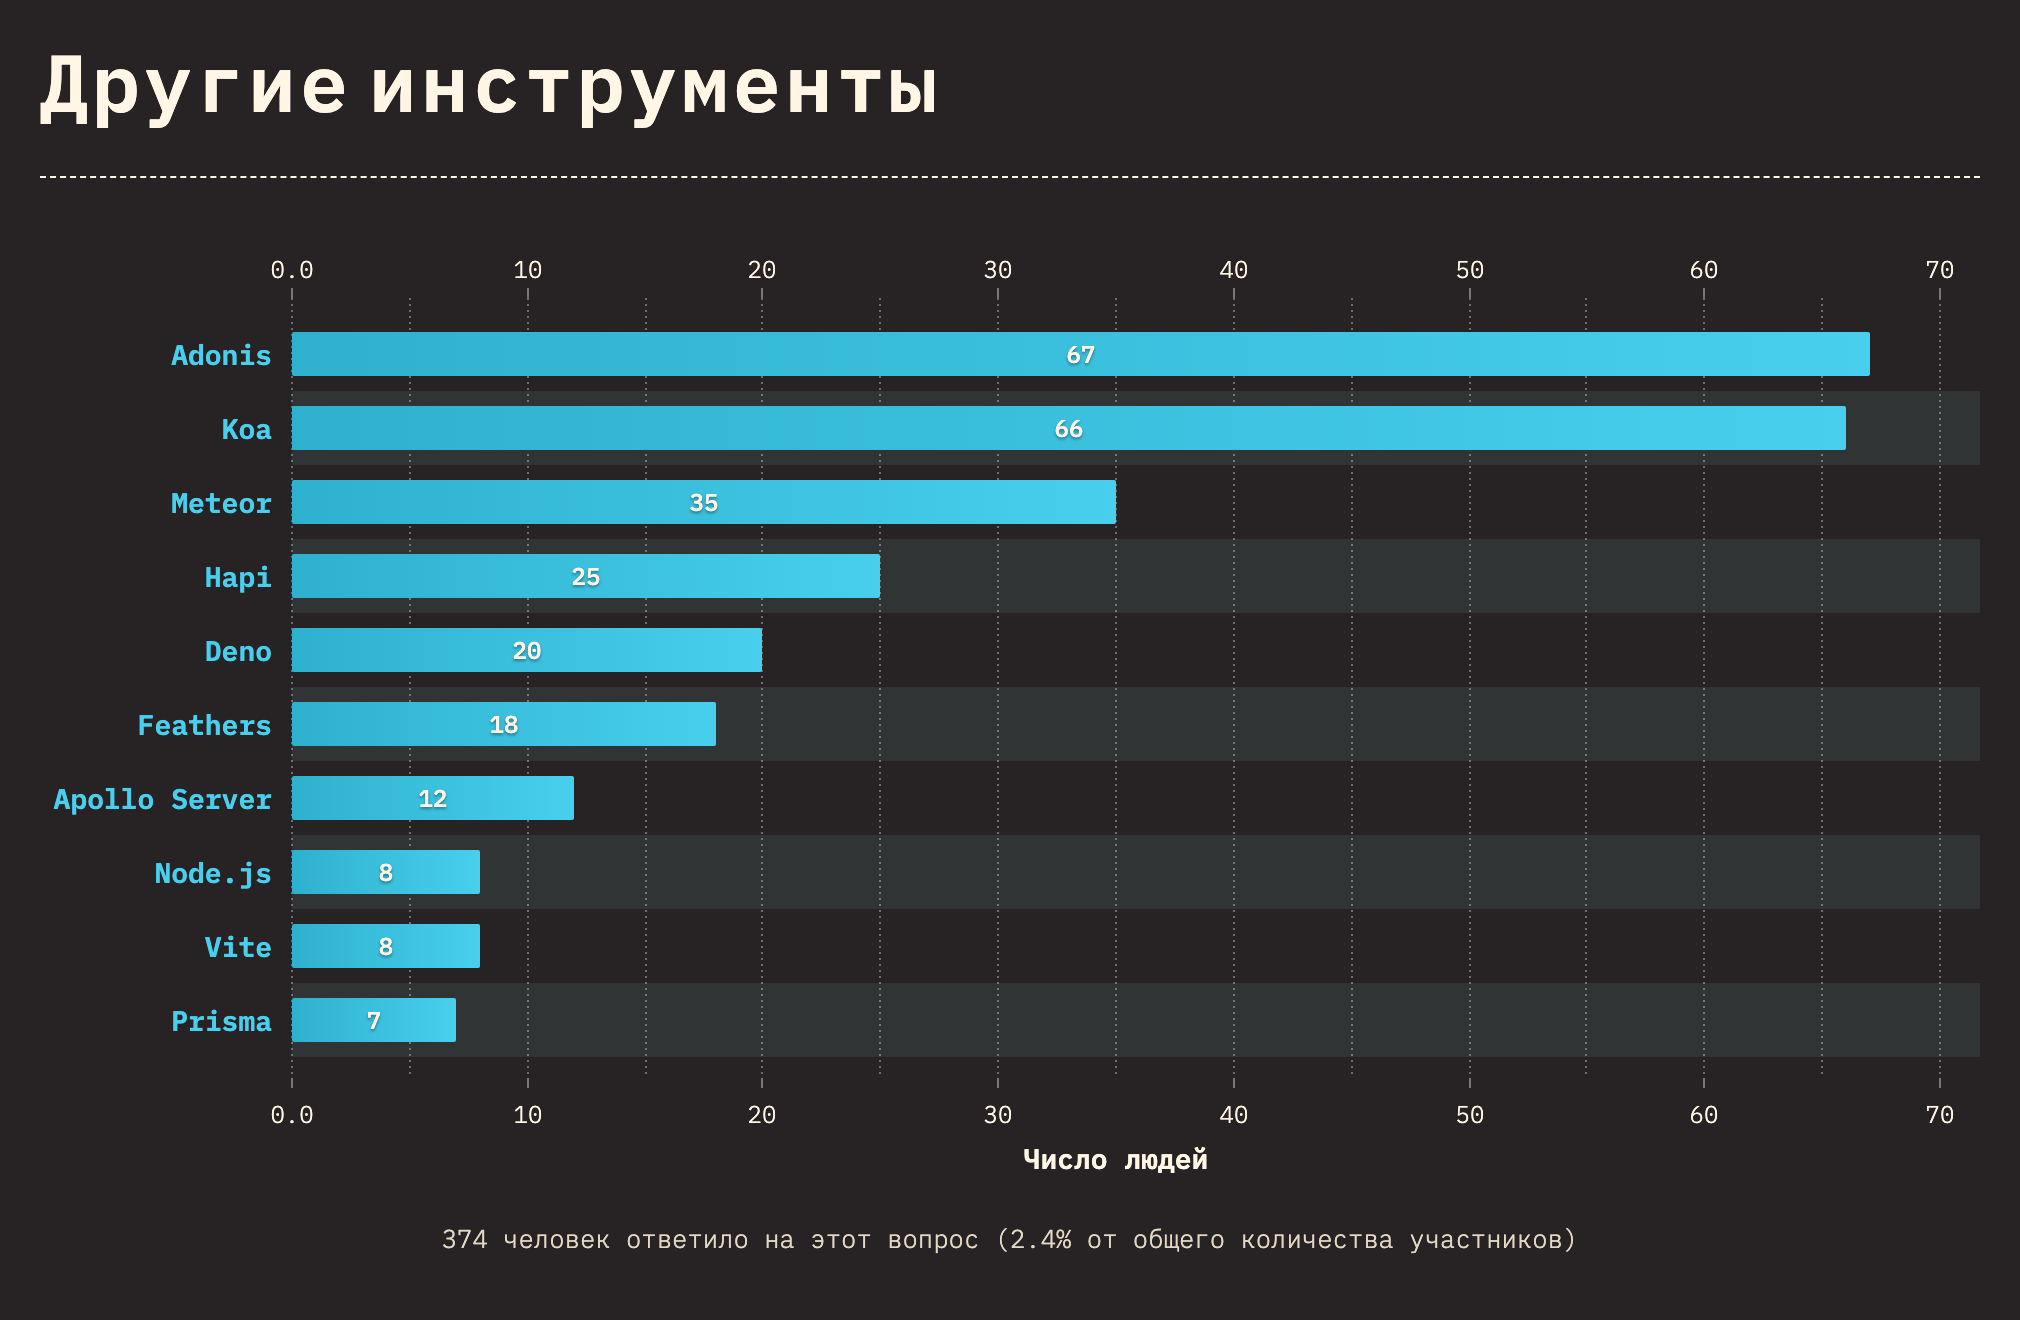 Другие инструменты
0.0 10 20 30 40 50 60 70
Adonis 67
Koa 66
Meteor 35
Hapi 25
Deno 20
Feathers 18
Apollo Server 12
Node.js 8
Vite 8
Prisma 7
0.0 10 20 30 40 50 60 70
Число людей
374 человек ответило на этот вопрос (2.4% от общего количества участников)